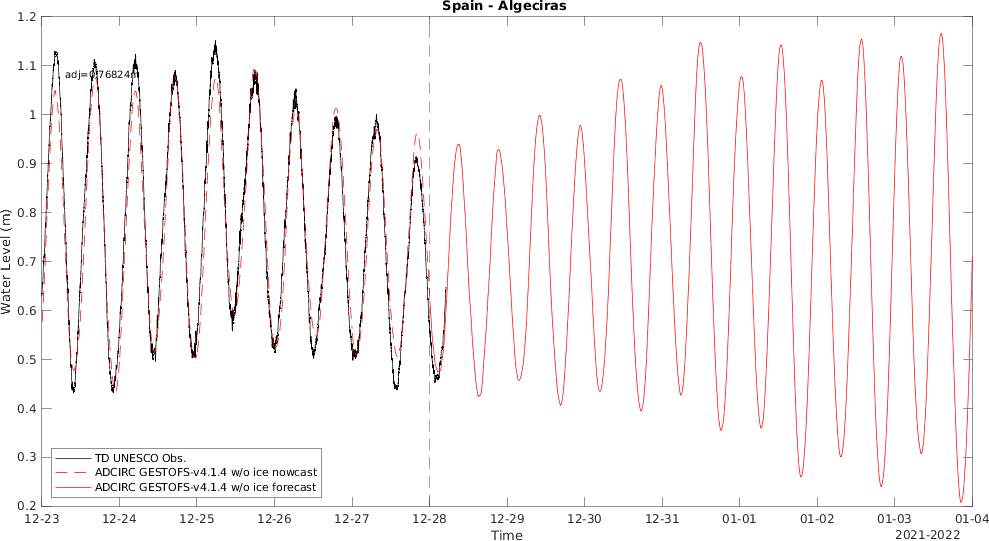 Spain - Algeciras
1.2
1.1
1
0.9
0.8
0.7
0.6
0.5
0.4
0.3
0.2
Water Level (m)
adj=0.76824m
TD UNESCO Obs.
ADCIRC GESTOFS-v4.1.4 w/o ice nowcast
ADCIRC GESTOFS-v4.1.4 w/o ice forecast
12-23 12-24 12-25 12-26 12-27 12-28 12-29 12-30 12-31 01-01 01-02 01-03 01-04
Time
2021-2022